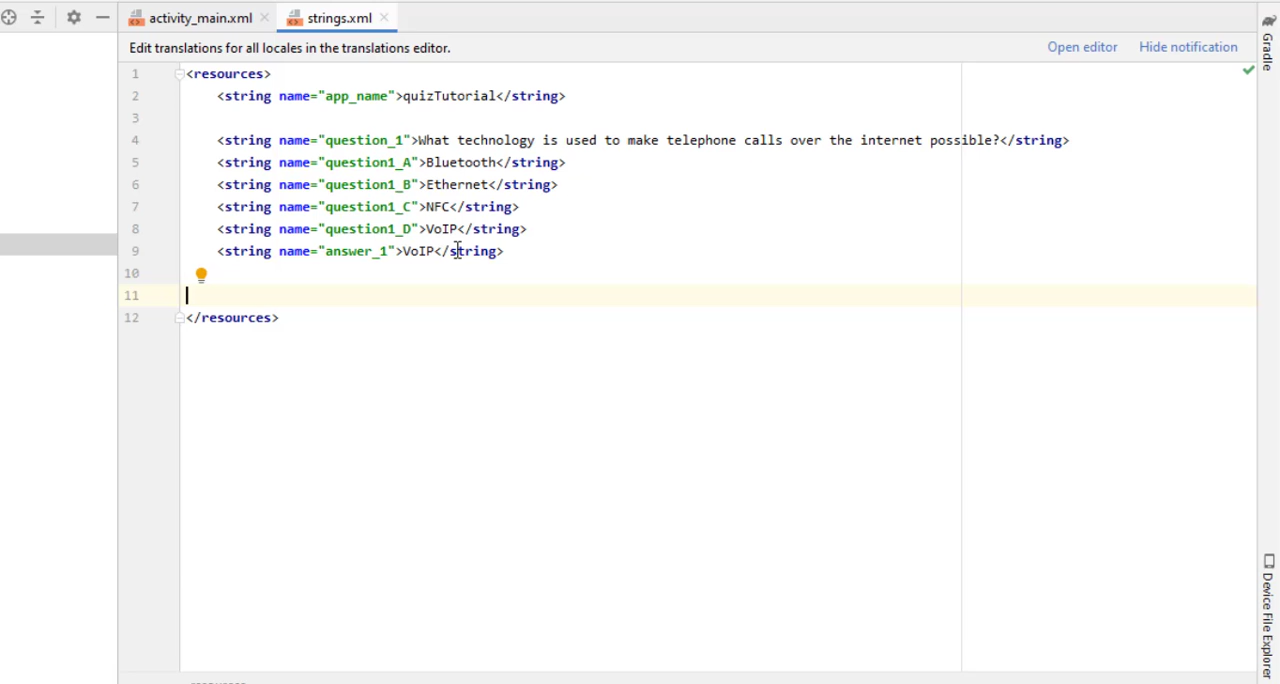 activity_main.xml strings.xml
Edit translations for all locales in the translations editor. Open editor Hide notification
1 <resources>
2 <string name="app_name">quizTutorial</string>
3
4 <string name="question_1">What technology is used to make telephone calls over the internet possible?</string>
5 <string name="question1_A">Bluetooth</string>
6 <string name="question1_B">Ethernet</string>
7 <string name="question1_C">NFC</string>
8 <string name="question1_D">VoIP</string>
9 <string name="answer_1">VoIP</string>
10
11
12 </resources>
Gradle
Device File Explorer